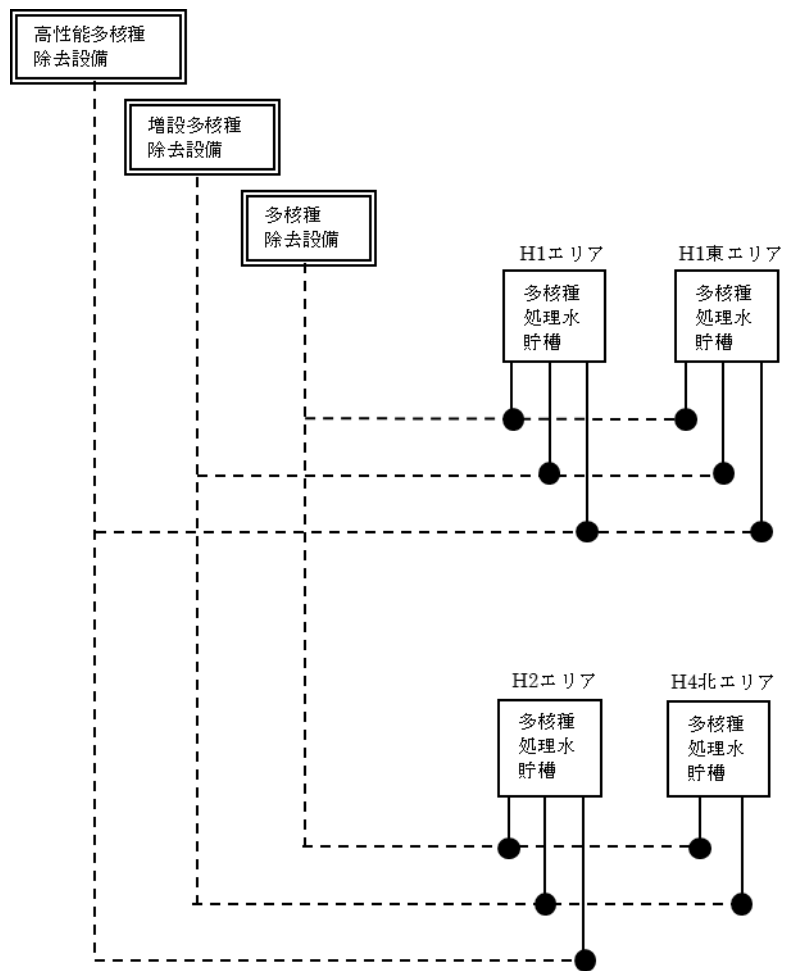 高性能多核種
除去設備
増設多核種
除去設備
多核種
除去設備
H1エリア
多核種
処理水
貯槽
H1東エリア
多核種
処理水
貯槽
H2エリア
多核種
処理水
貯槽
H4北エリア
多核種
処理水
貯槽